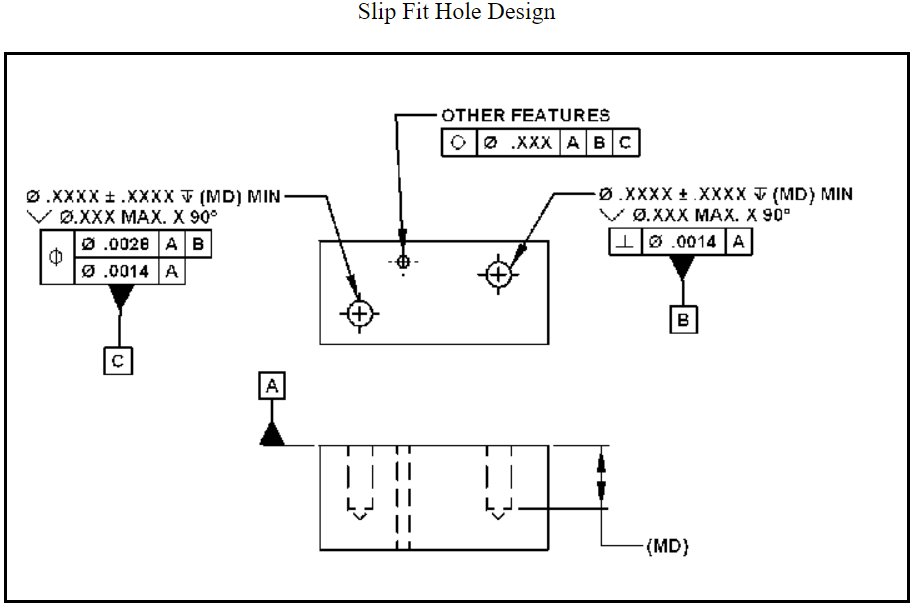 Slip Fit Hole Design
OTHER FEATURES
Ø .XXX A B C
Ø .XXXX ± .XXXX ↧ (MD) MIN
⌵ Ø.XXX MAX. X 90°
⌖ Ø .0028 A B
Ø .0014 A
C
Ø .XXXX ± .XXXX ↧ (MD) MIN
⌵ Ø.XXX MAX. X 90°
⊥ Ø .0014 A
B
A
(MD)